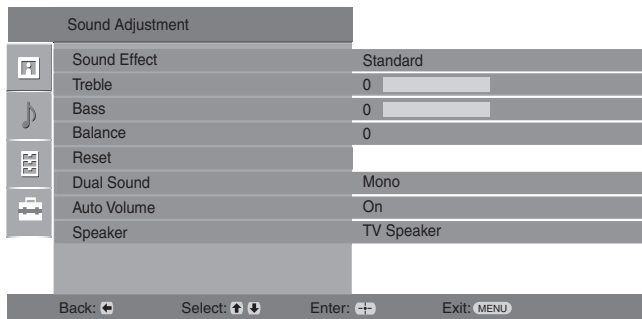 Sound Adjustment
Sound Effect Standard
Treble 0
Bass 0
Balance 0
Reset
Dual Sound Mono
Auto Volume On
Speaker TV Speaker
Back: Select: Enter: Exit: MENU